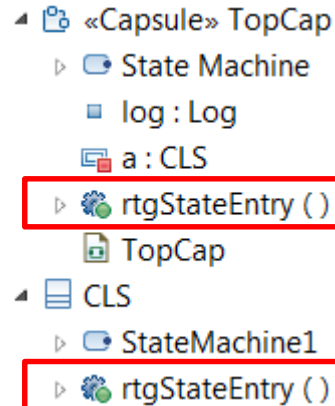 «Capsule» TopCap
State Machine
log : Log
a : CLS
rtgStateEntry ( )
TopCap
CLS
StateMachine1
rtgStateEntry ( )